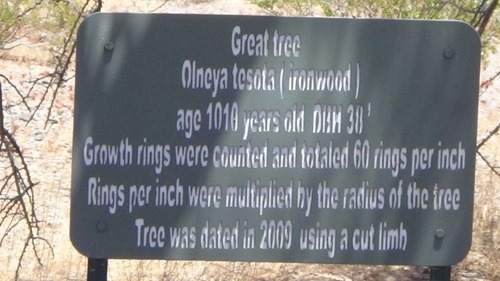 Great tree
Olneya tesota ( ironwood )
age 1010 years old DBH 38 '
Growth rings were counted and totaled 60 rings per inch
Rings per inch were multiplied by the radius of the tree
Tree was dated in 2009 using a cut limb